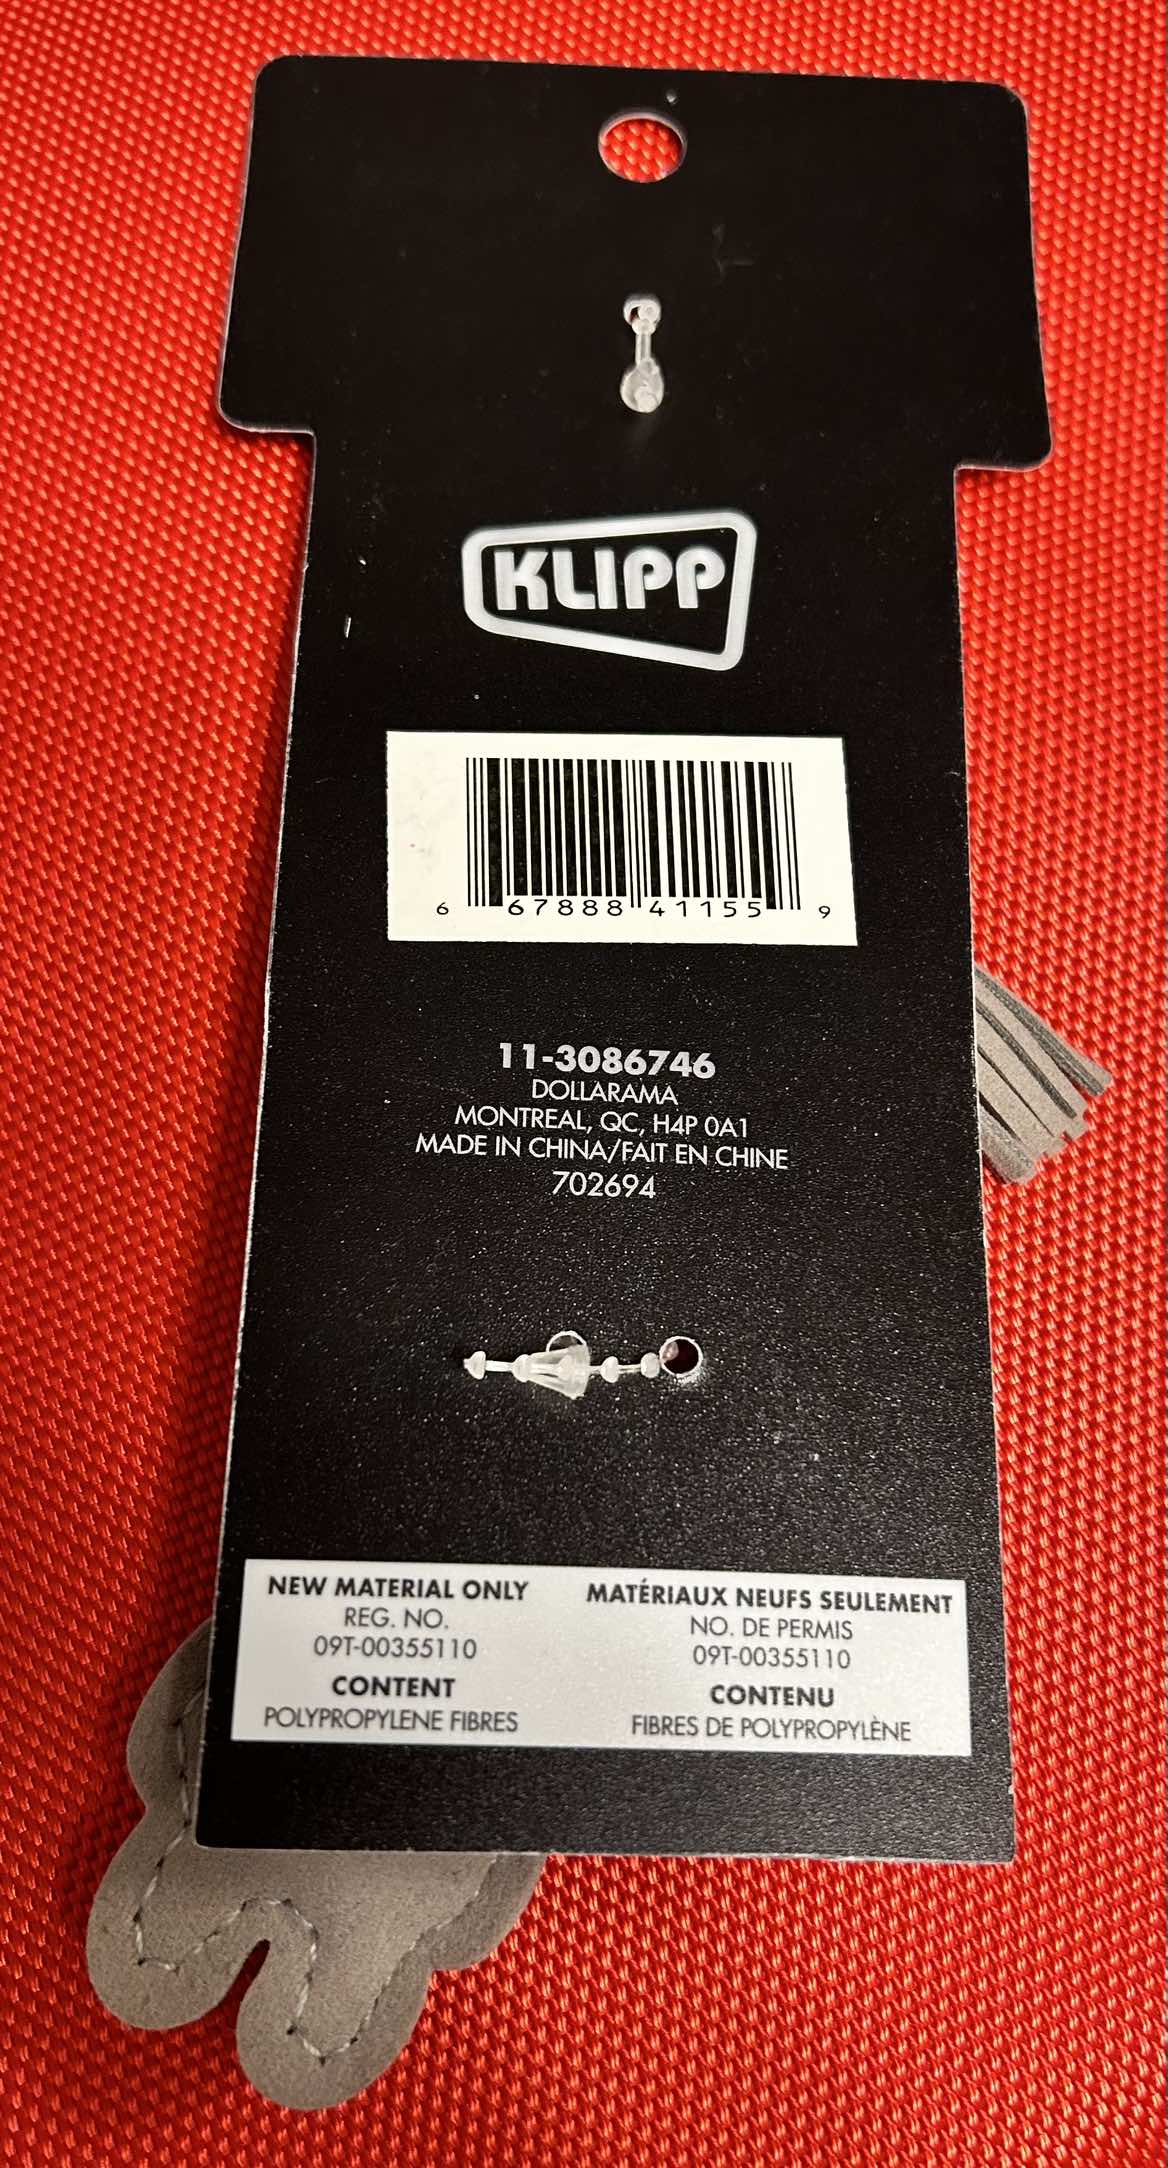 KLIPP
6 67888 41155 9
11-3086746
DOLLARAMA
MONTREAL, QC, H4P 0A1
MADE IN CHINA/FAIT EN CHINE
702694
NEW MATERIAL ONLY
REG. NO.
09T-00355110
CONTENT
POLYPROPYLENE FIBRES
MATÉRIAUX NEUFS SEULEMENT
NO. DE PERMIS
09T-00355110
CONTENU
FIBRES DE POLYPROPYLÈNE